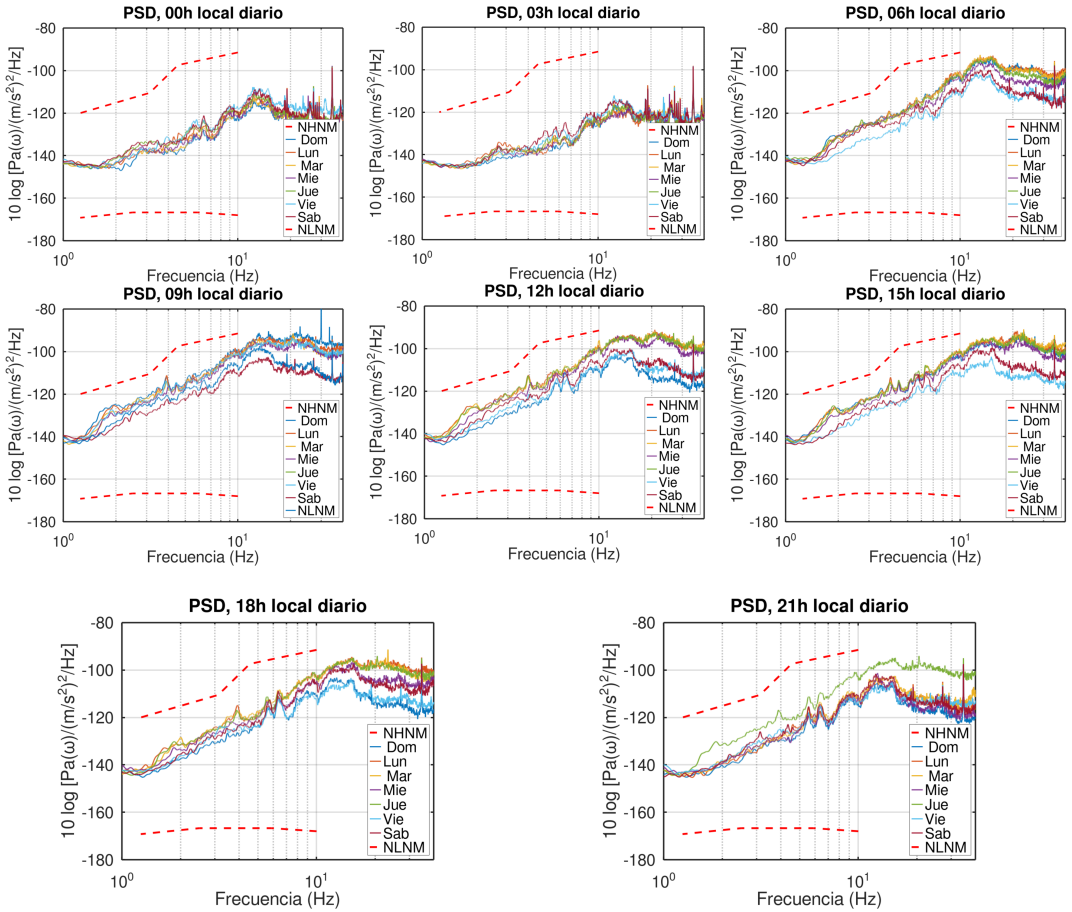 PSD, 00h local diario
10 log [Pa(ω)/(m/s²)²/Hz]
-80
-100
-120
-140
-160
-180
10⁰
10¹
Frecuencia (Hz)
NHNM
Dom
Lun
Mar
Mie
Jue
Vie
Sab
NLNM
PSD, 03h local diario
10 log [Pa(ω)/(m/s²)²/Hz]
-80
-100
-120
-140
-160
-180
10⁰
10¹
Frecuencia (Hz)
NHNM
Dom
Lun
Mar
Mie
Jue
Vie
Sab
NLNM
PSD, 06h local diario
10 log [Pa(ω)/(m/s²)²/Hz]
-80
-100
-120
-140
-160
-180
10⁰
10¹
Frecuencia (Hz)
NHNM
Dom
Lun
Mar
Mie
Jue
Vie
Sab
NLNM
PSD, 09h local diario
10 log [Pa(ω)/(m/s²)²/Hz]
-80
-100
-120
-140
-160
-180
10⁰
10¹
Frecuencia (Hz)
NHNM
Dom
Lun
Mar
Mie
Jue
Vie
Sab
NLNM
PSD, 12h local diario
10 log [Pa(ω)/(m/s²)²/Hz]
-80
-100
-120
-140
-160
-180
10⁰
10¹
Frecuencia (Hz)
NHNM
Dom
Lun
Mar
Mie
Jue
Vie
Sab
NLNM
PSD, 15h local diario
10 log [Pa(ω)/(m/s²)²/Hz]
-80
-100
-120
-140
-160
-180
10⁰
10¹
Frecuencia (Hz)
NHNM
Dom
Lun
Mar
Mie
Jue
Vie
Sab
NLNM
PSD, 18h local diario
10 log [Pa(ω)/(m/s²)²/Hz]
-80
-100
-120
-140
-160
-180
10⁰
10¹
Frecuencia (Hz)
NHNM
Dom
Lun
Mar
Mie
Jue
Vie
Sab
NLNM
PSD, 21h local diario
10 log [Pa(ω)/(m/s²)²/Hz]
-80
-100
-120
-140
-160
-180
10⁰
10¹
Frecuencia (Hz)
NHNM
Dom
Lun
Mar
Mie
Jue
Vie
Sab
NLNM